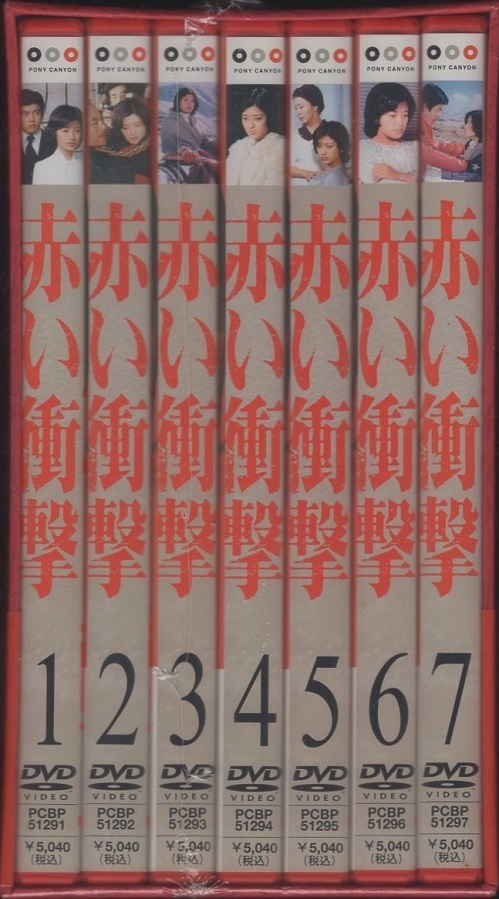 PONY CANYON
赤い衝撃
1
DVD
VIDEO
PCBP
51291
¥5,040
(税込)
PONY CANYON
赤い衝撃
2
DVD
VIDEO
PCBP
51292
¥5,040
(税込)
PONY CANYON
赤い衝撃
3
DVD
VIDEO
PCBP
51293
¥5,040
(税込)
PONY CANYON
赤い衝撃
4
DVD
VIDEO
PCBP
51294
¥5,040
(税込)
PONY CANYON
赤い衝撃
5
DVD
VIDEO
PCBP
51295
¥5,040
(税込)
PONY CANYON
赤い衝撃
6
DVD
VIDEO
PCBP
51296
¥5,040
(税込)
PONY CANYON
赤い衝撃
7
DVD
VIDEO
PCBP
51297
¥5,040
(税込)